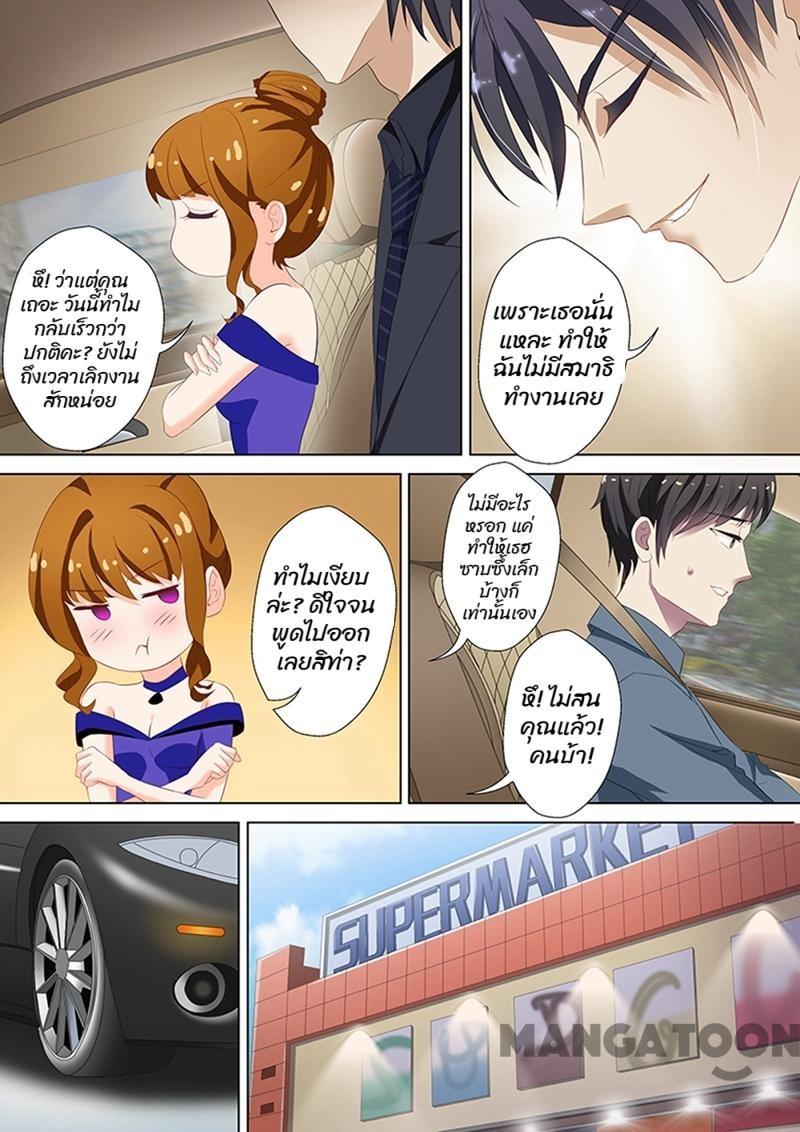 หึ! ว่าแต่คุณ
เถอะ วันนี้ทำไม
กลับเร็วกว่า
ปกติคะ? ยังไม่
ถึงเวลาเลิกงาน
สักหน่อย
เพราะเธอนั่น
แหละ ทำให้
ฉันไม่มีสมาธิ
ทำงานเลย
ทำไมเงียบ
ล่ะ? ดีใจจน
พูดไม่ออก
เลยสิท่า?
ไม่มีอะไร
หรอก แค่
ทำให้เธอ
ซาบซึ้งเล็ก
บ้างก็
เท่านั้นเอง
หึ! ไม่สน
คุณแล้ว!
คนบ้า!
SUPERMARKET
MANGATOON